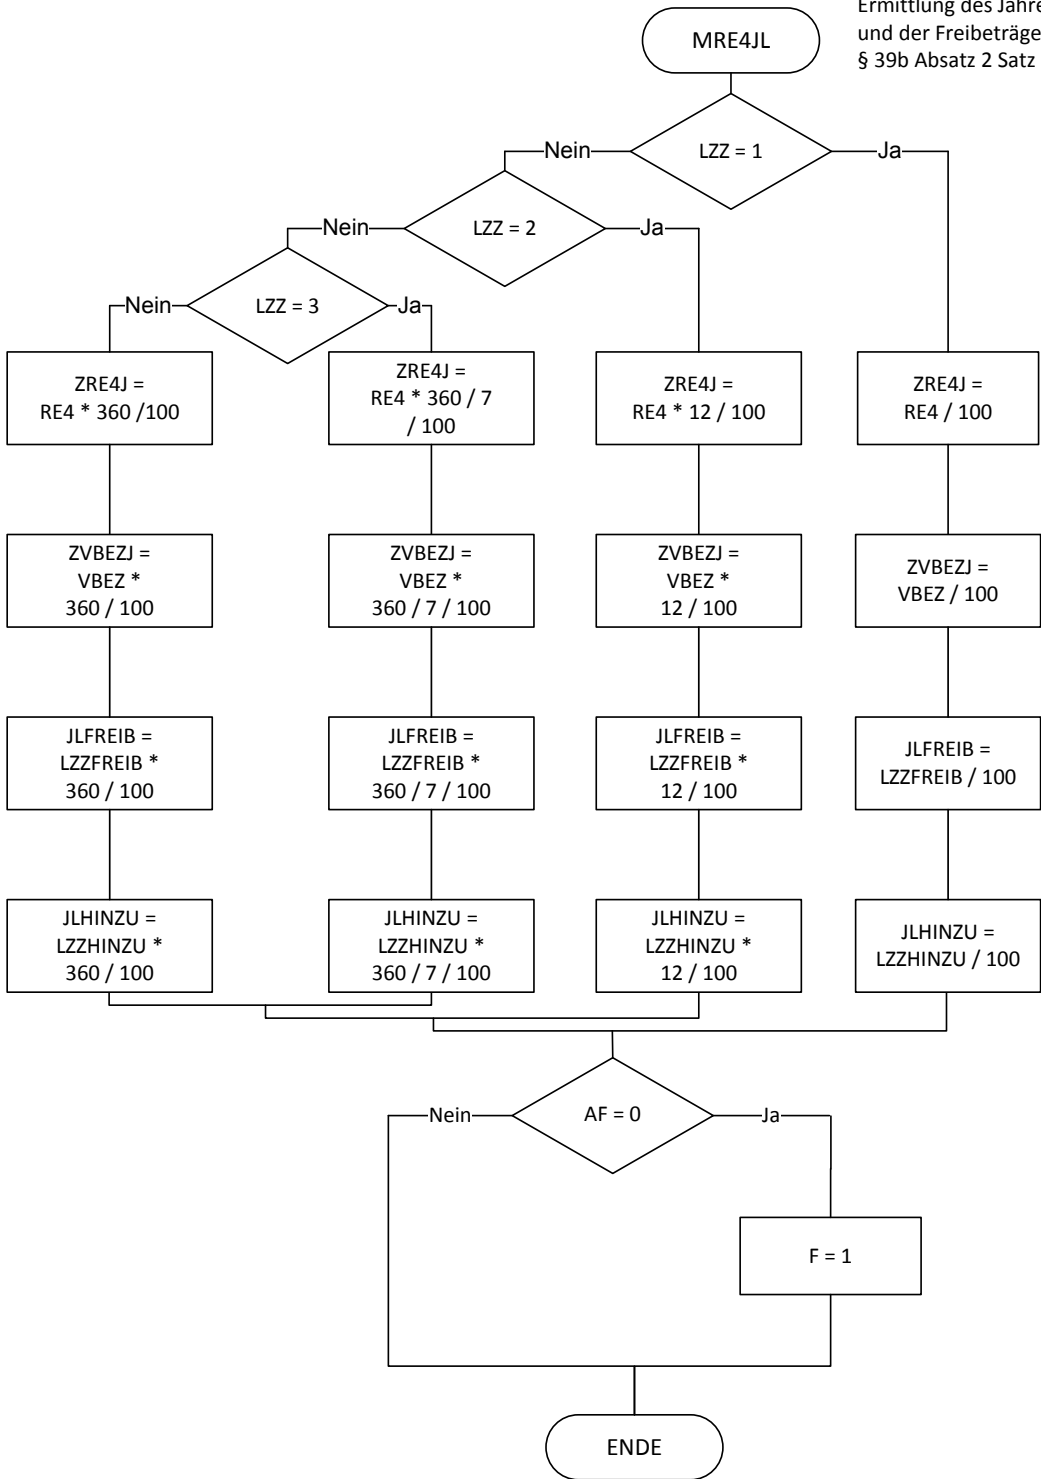 Ermittlung des Jahre
und der Freibeträge
§ 39b Absatz 2 Satz
MRE4JL
LZZ = 1
Nein
Ja
LZZ = 2
Nein
Ja
LZZ = 3
Nein
Ja
ZRE4J =
RE4 * 360 /100
ZRE4J =
RE4 * 360 / 7
/ 100
ZRE4J =
RE4 * 12 / 100
ZRE4J =
RE4 / 100
ZVBEZJ =
VBEZ *
360 / 100
ZVBEZJ =
VBEZ *
360 / 7 / 100
ZVBEZJ =
VBEZ *
12 / 100
ZVBEZJ =
VBEZ / 100
JLFREIB =
LZZFREIB *
360 / 100
JLFREIB =
LZZFREIB *
360 / 7 / 100
JLFREIB =
LZZFREIB *
12 / 100
JLFREIB =
LZZFREIB / 100
JLHINZU =
LZZHINZU *
360 / 100
JLHINZU =
LZZHINZU *
360 / 7 / 100
JLHINZU =
LZZHINZU *
12 / 100
JLHINZU =
LZZHINZU / 100
AF = 0
Nein
Ja
F = 1
ENDE